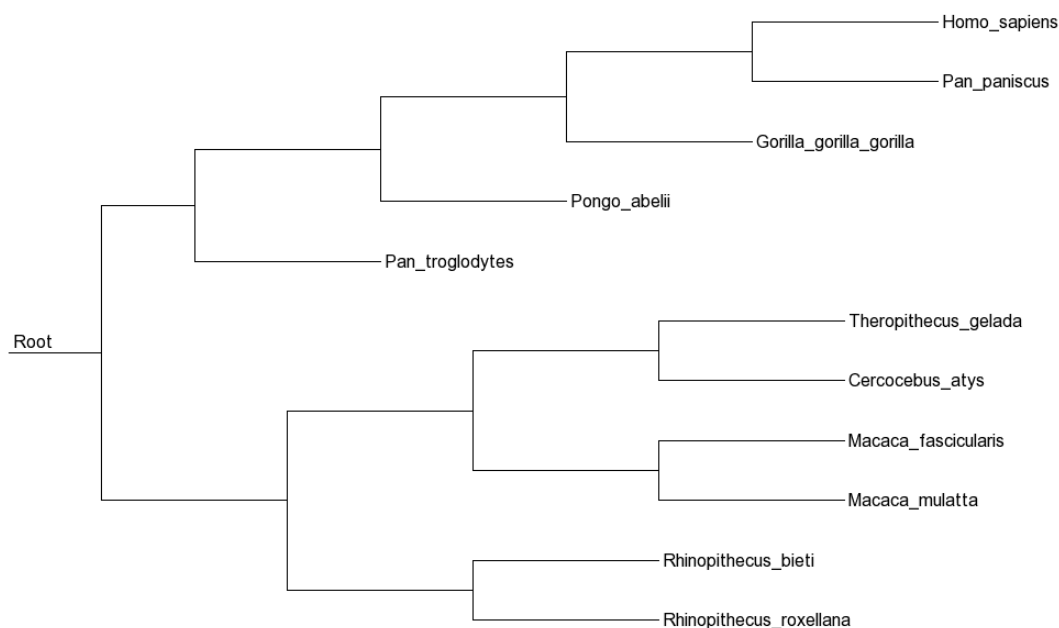 Homo_sapiens
Pan_paniscus
Gorilla_gorilla_gorilla
Pongo_abelii
Pan_troglodytes
Theropithecus_gelada
Root
Cercocebus_atys
Macaca_fascicularis
Macaca_mulatta
Rhinopithecus_bieti
Rhinopithecus_roxellana